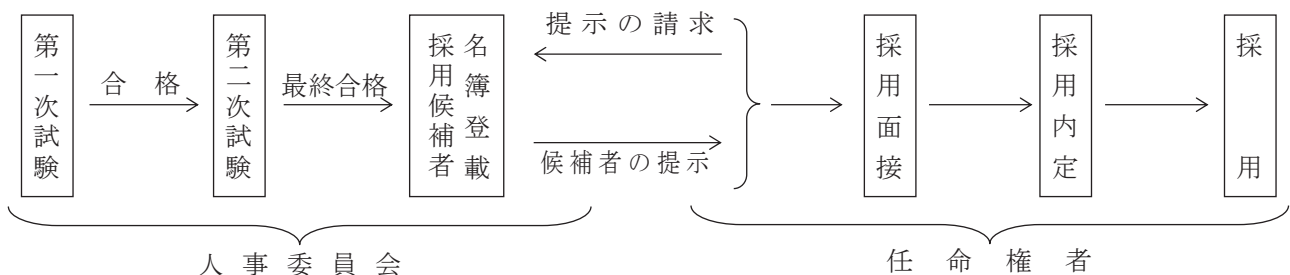 第一次試験
合格
第二次試験
最終合格
採用候補者
名簿登載
提示の請求
候補者の提示
採用面接
採用内定
採用
人事委員会
任命権者